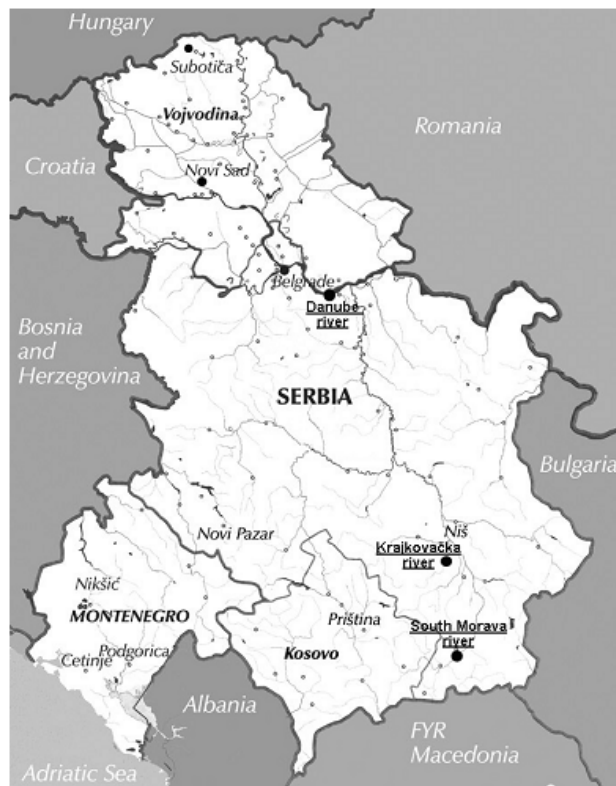 Hungary
Subotiča
Vojvodina
Romania
Croatia
Novi Sad
Belgrade
Danube
river
Bosnia
and
Herzegovina
SERBIA
Bulgaria
Niš
Novi Pazar
Krajkovačka
river
Nikšić
MONTENEGRO
Priština
South Morava
river
Podgorica
Cetinje
Kosovo
Albania
FYR
Macedonia
Adriatic Sea